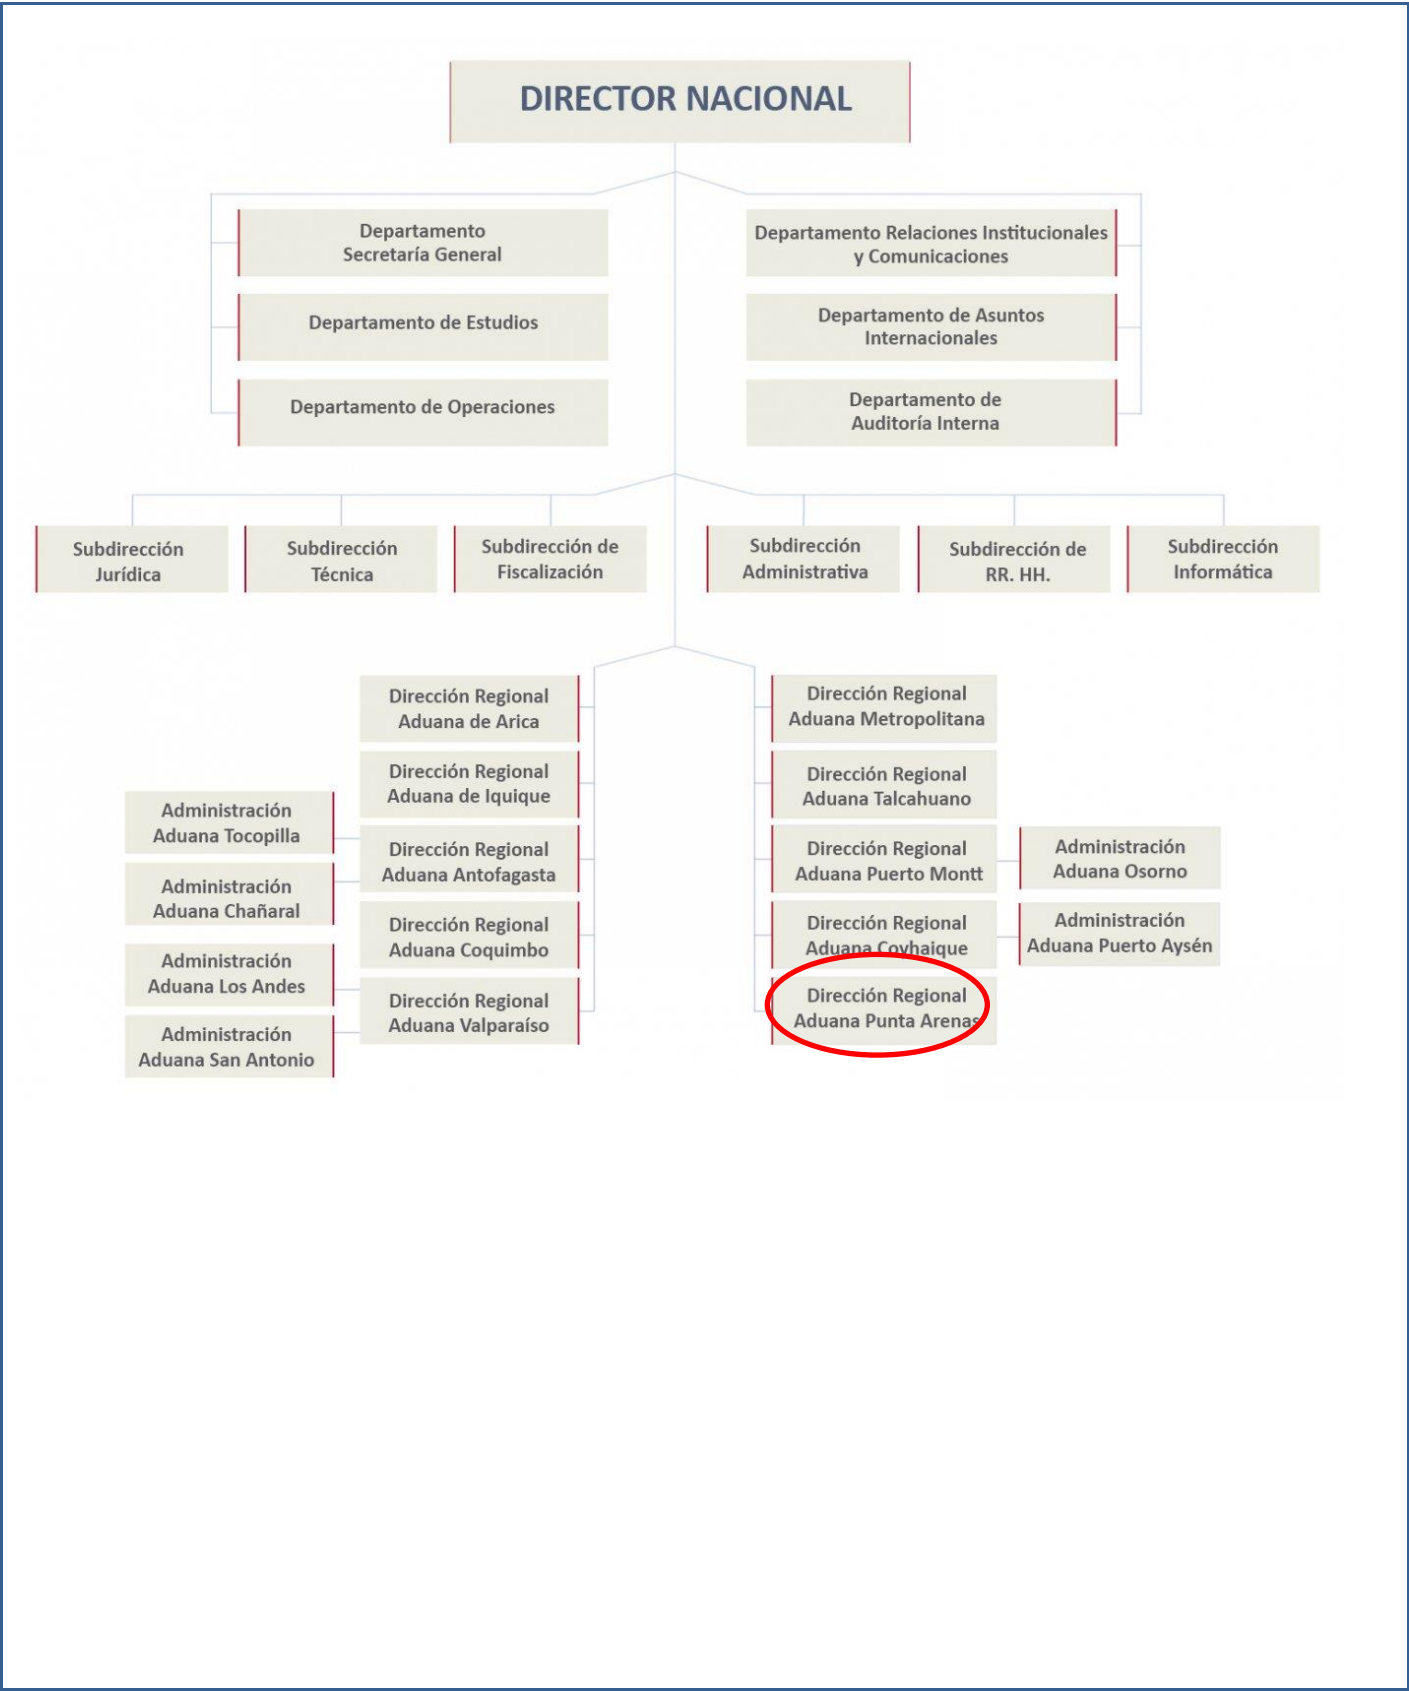 DIRECTOR NACIONAL
Departamento
Secretaría General
Departamento Relaciones Institucionales
y Comunicaciones
Departamento de Estudios
Departamento de Asuntos
Internacionales
Departamento de Operaciones
Departamento de
Auditoría Interna
Subdirección
Jurídica
Subdirección
Técnica
Subdirección de
Fiscalización
Subdirección
Administrativa
Subdirección de
RR. HH.
Subdirección
Informática
Dirección Regional
Aduana de Arica
Dirección Regional
Aduana de Iquique
Administración
Aduana Tocopilla
Dirección Regional
Aduana Antofagasta
Administración
Aduana Chañaral
Dirección Regional
Aduana Coquimbo
Administración
Aduana Los Andes
Dirección Regional
Aduana Valparaíso
Administración
Aduana San Antonio
Dirección Regional
Aduana Metropolitana
Dirección Regional
Aduana Talcahuano
Dirección Regional
Aduana Puerto Montt
Administración
Aduana Osorno
Dirección Regional
Aduana Coyhaique
Administración
Aduana Puerto Aysén
Dirección Regional
Aduana Punta Arenas